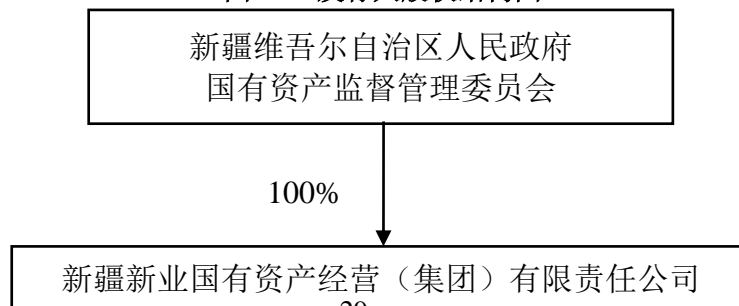 新疆维吾尔自治区人民政府
国有资产监督管理委员会
100%
新疆新业国有资产经营（集团）有限责任公司